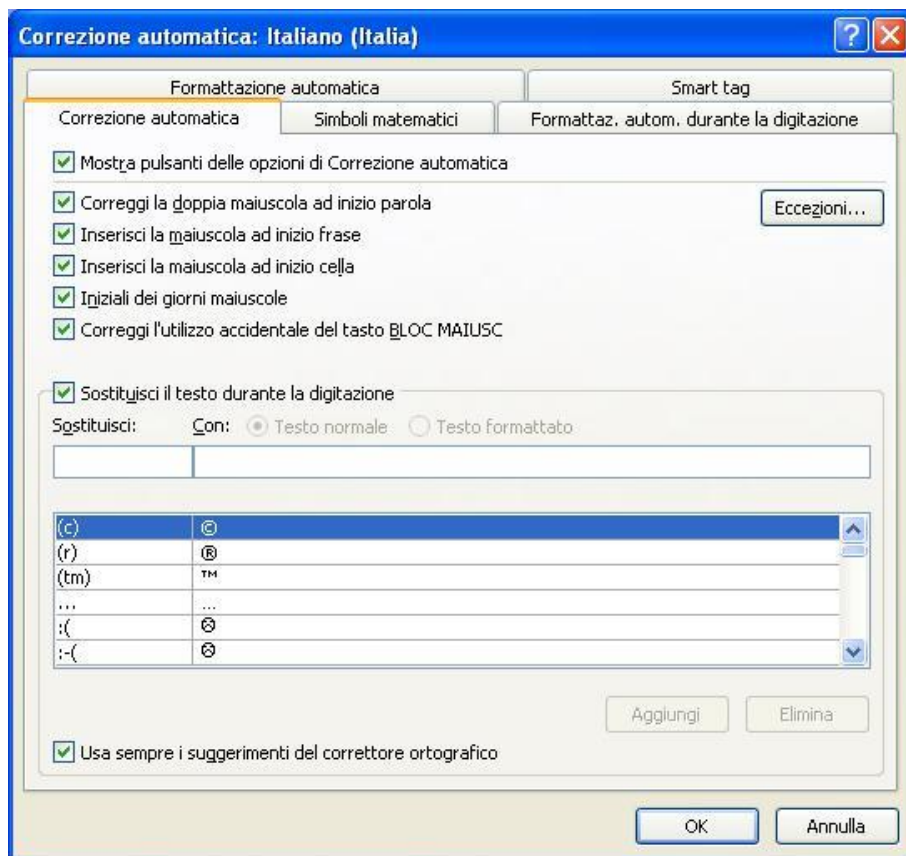 Correzione automatica: Italiano (Italia)
Formattazione automatica Smart tag
Correzione automatica Simboli matematici Formattaz. autom. durante la digitazione
Mostra pulsanti delle opzioni di Correzione automatica
Correggi la doppia maiuscola ad inizio parola Eccezioni...
Inserisci la maiuscola ad inizio frase
Inserisci la maiuscola ad inizio cella
Iniziali dei giorni maiuscole
Correggi l'utilizzo accidentale del tasto BLOC MAIUSC
Sostituisci il testo durante la digitazione
Sostituisci: Con: Testo normale Testo formattato
(c) ©
(r) ®
(tm) ™
... ...
:( ☹
:-( ☹
Aggiungi Elimina
Usa sempre i suggerimenti del correttore ortografico
OK Annulla